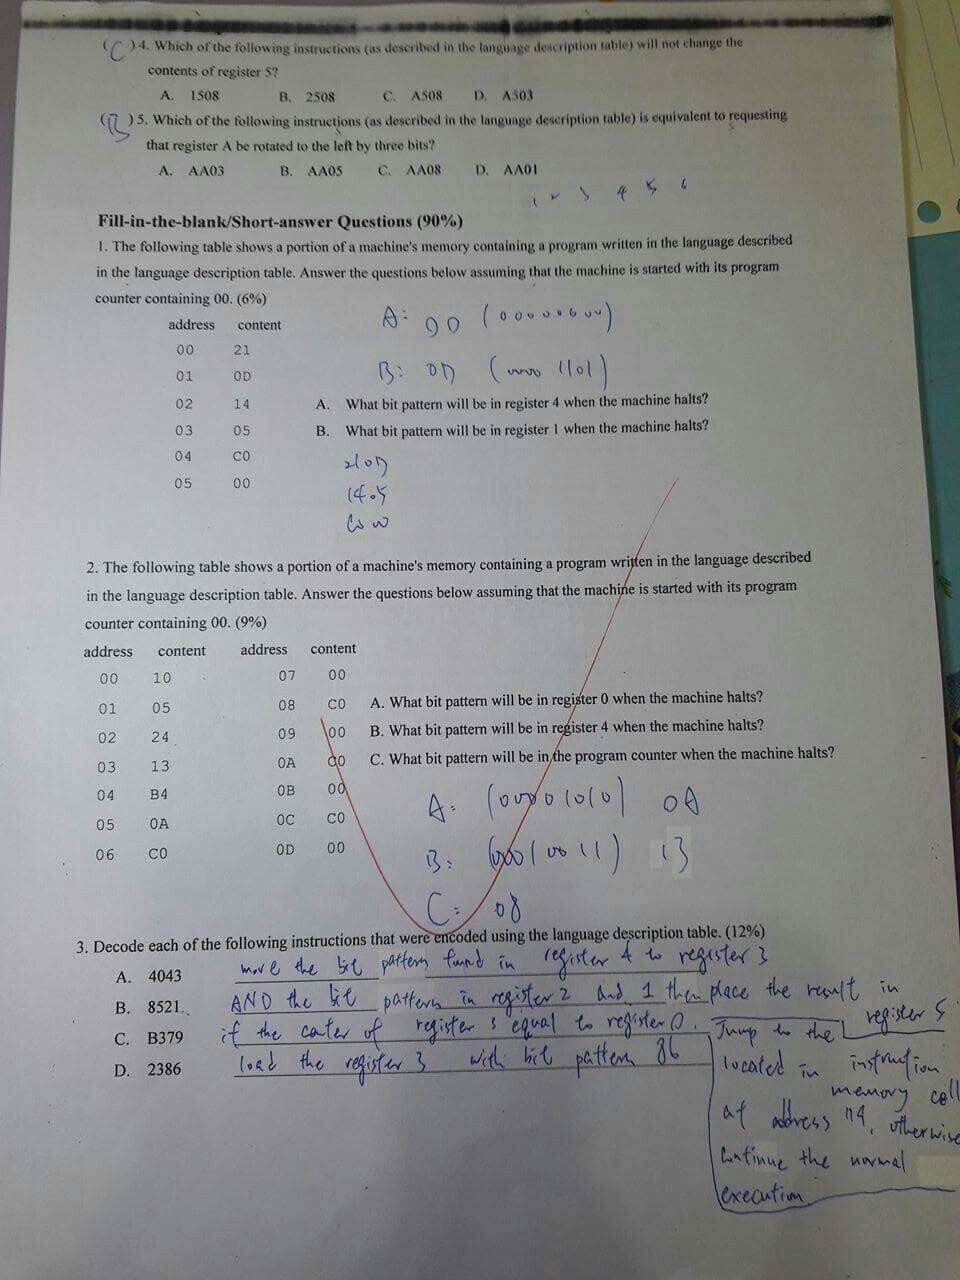 (C) 4. Which of the following instructions (as described in the language description table) will not change the
contents of register 5?
A. 1508 B. 2508 C. A508 D. A503
(B) 5. Which of the following instructions (as described in the language description table) is equivalent to requesting
that register A be rotated to the left by three bits?
A. AA03 B. AA05 C. AA08 D. AA01
1 2 3 4 5 6
Fill-in-the-blank/Short-answer Questions (90%)
1. The following table shows a portion of a machine's memory containing a program written in the language described
in the language description table. Answer the questions below assuming that the machine is started with its program
counter containing 00. (6%)
address content
A: 00 (00000000)
00 21
01 0D
B: 0D (0000 1101)
02 14
A. What bit pattern will be in register 4 when the machine halts?
03 05
B. What bit pattern will be in register 1 when the machine halts?
04 C0
210D
05 00
1405
C000
2. The following table shows a portion of a machine's memory containing a program written in the language described
in the language description table. Answer the questions below assuming that the machine is started with its program
counter containing 00. (9%)
address content address content
00 10 07 00
01 05 08 C0 A. What bit pattern will be in register 0 when the machine halts?
02 24 09 00 B. What bit pattern will be in register 4 when the machine halts?
03 13 0A C0 C. What bit pattern will be in the program counter when the machine halts?
04 B4 0B 00
A: (00001010) 0A
05 0A 0C C0
06 C0 0D 00
B: (00010011) 13
C: 08
3. Decode each of the following instructions that were encoded using the language description table. (12%)
A. 4043 move the bit pattern found in register 4 to register 3
B. 8521 AND the bit pattern in register 2 and 1 then place the result in
register 5
C. B379 if the of register 3 equal to register 0. Jump to the
D. 2386 load the register 3 with bit pattern 86
located in instruction
memory cell
at address 79, otherwise
continue the normal
execution